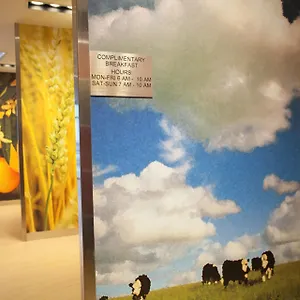 COMPLIMENTARY
BREAKFAST
HOURS:
MON-FRI 6 AM - 10 AM
SAT-SUN 7 AM - 10 AM